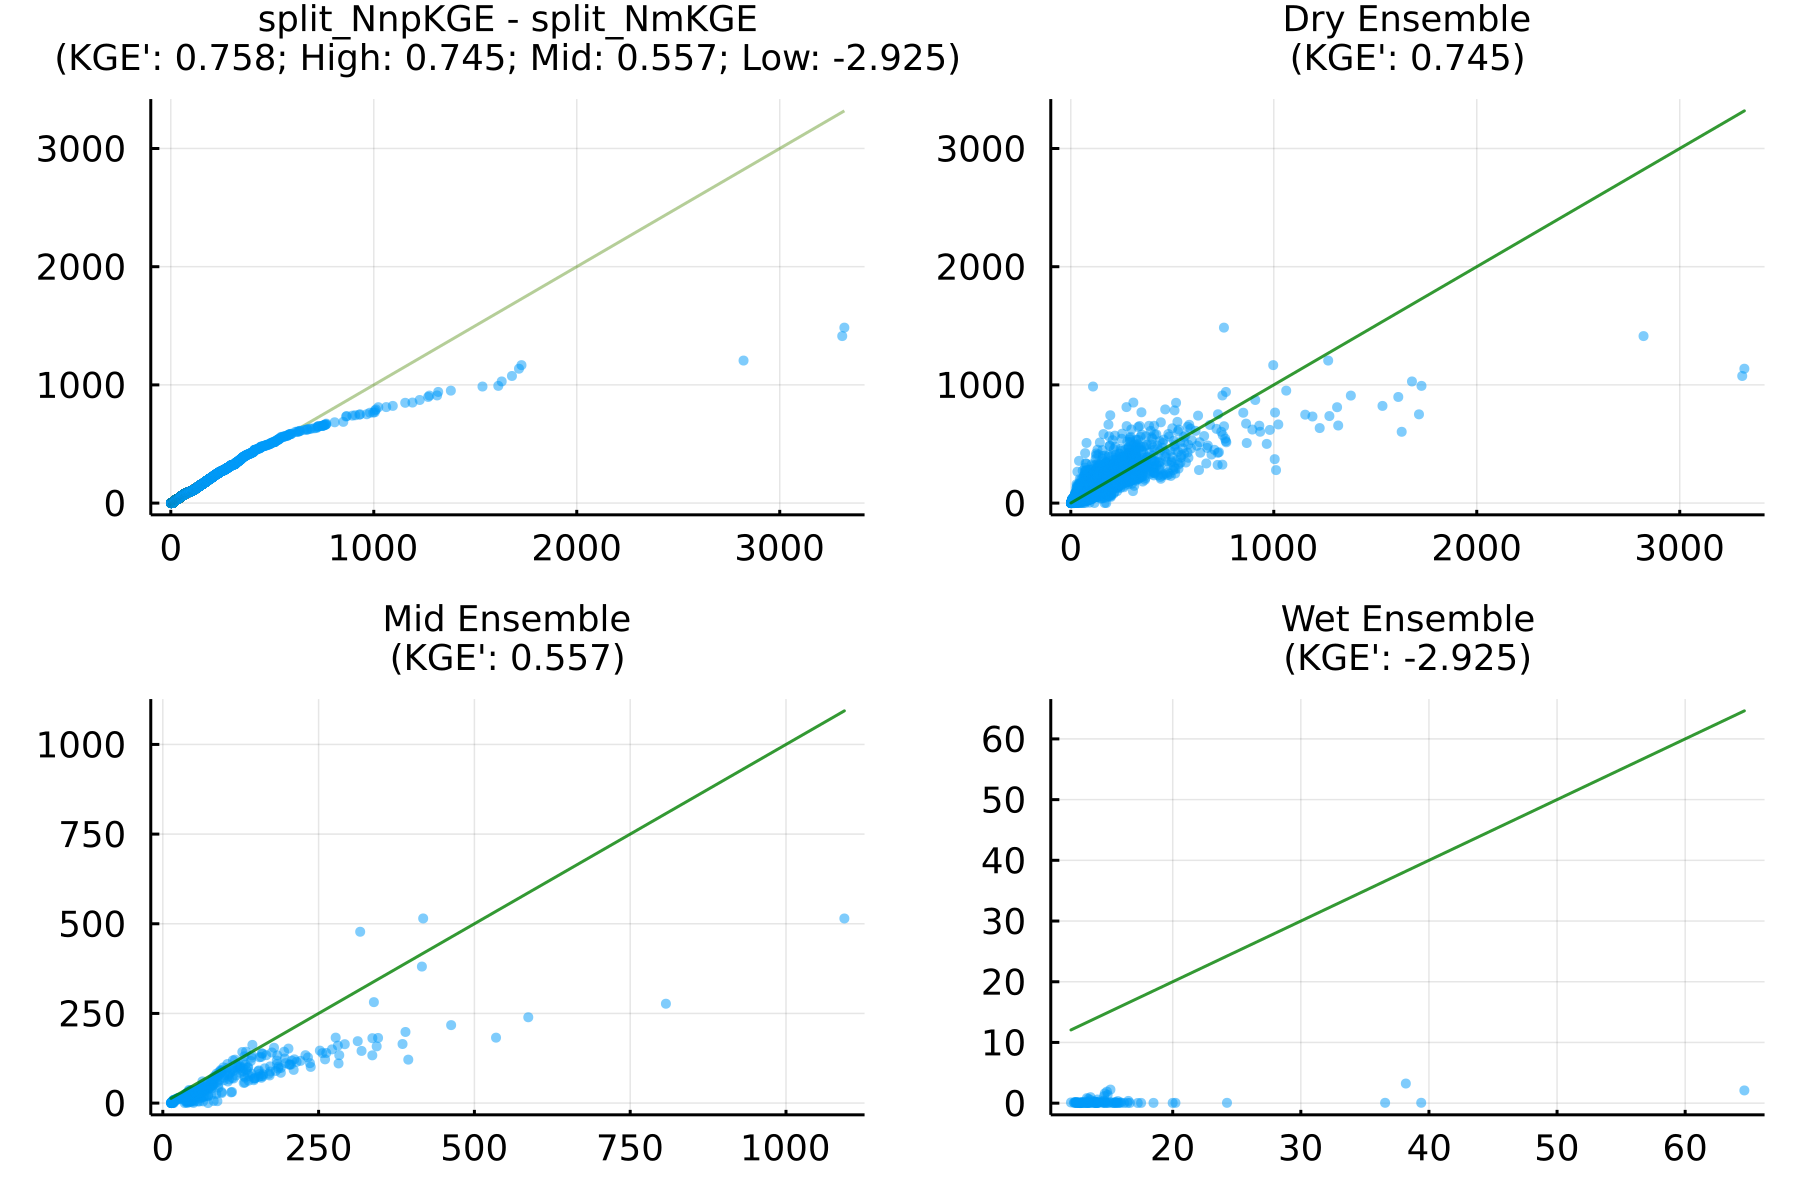 split_NnpKGE - split_NmKGE
(KGE': 0.758; High: 0.745; Mid: 0.557; Low: -2.925)
3000
2000
1000
0
0 1000 2000 3000
Dry Ensemble
(KGE': 0.745)
3000
2000
1000
0
0 1000 2000 3000
Mid Ensemble
(KGE': 0.557)
1000
750
500
250
0
0 250 500 750 1000
Wet Ensemble
(KGE': -2.925)
60
50
40
30
20
10
0
20 30 40 50 60